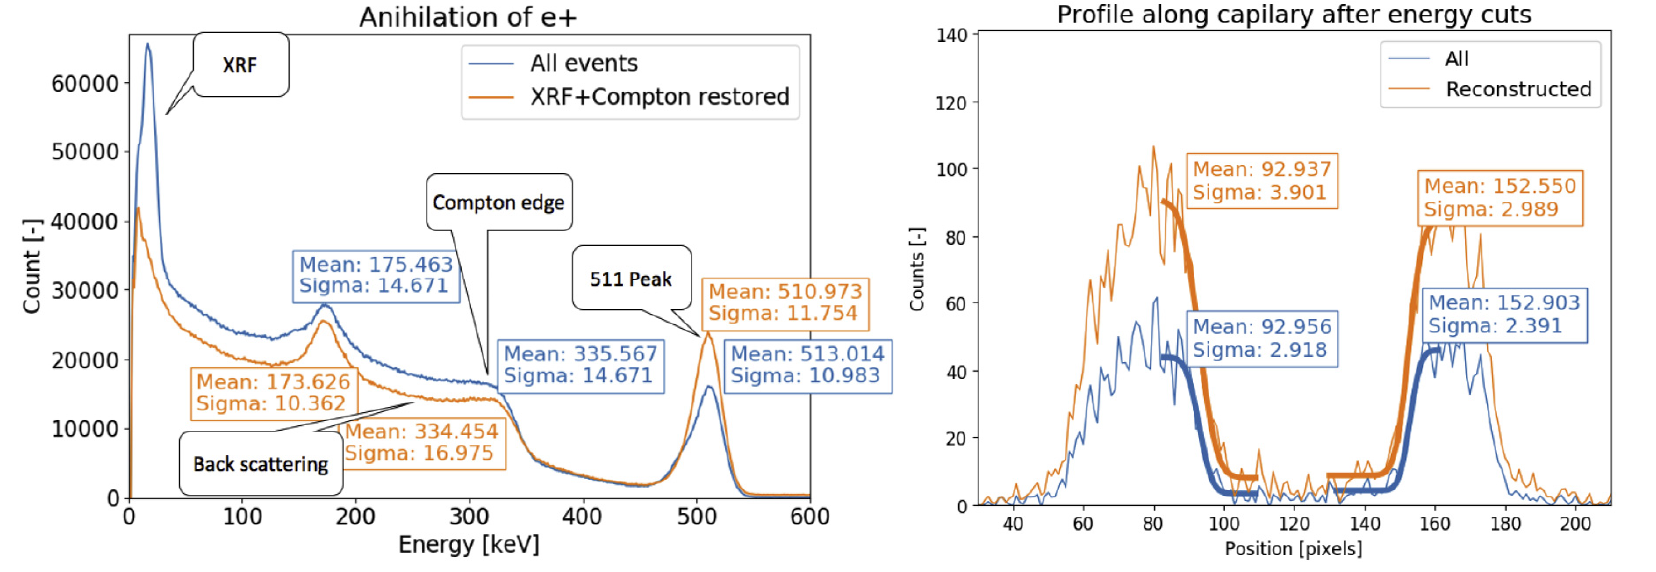 Anihilation of e+
All events
XRF+Compton restored
XRF
Compton edge
511 Peak
Back scattering
Mean: 175.463
Sigma: 14.671
Mean: 173.626
Sigma: 10.362
Mean: 334.454
Sigma: 16.975
Mean: 335.567
Sigma: 14.671
Mean: 510.973
Sigma: 11.754
Mean: 513.014
Sigma: 10.983
Count [-]
60000
50000
40000
30000
20000
10000
0
0 100 200 300 400 500 600
Energy [keV]
Profile along capilary after energy cuts
All
Reconstructed
Mean: 92.937
Sigma: 3.901
Mean: 152.550
Sigma: 2.989
Mean: 92.956
Sigma: 2.918
Mean: 152.903
Sigma: 2.391
Counts [-]
140
120
100
80
60
40
20
0
40 60 80 100 120 140 160 180 200
Position [pixels]